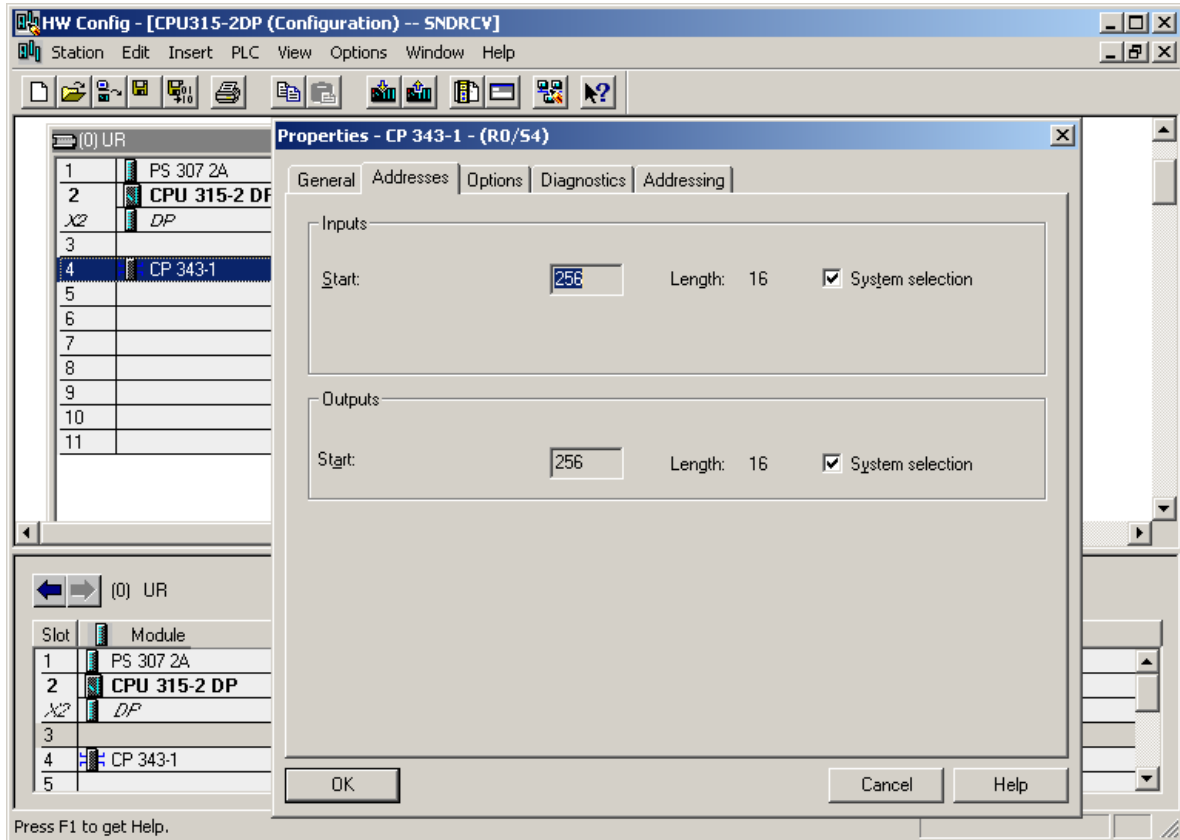 HW Config - [CPU315-2DP (Configuration) -- SNDRCV]
Station Edit Insert PLC View Options Window Help
(0) UR
1 PS 307 2A
2 CPU 315-2 DP
X2 DP
3
4 CP 343-1
5
6
7
8
9
10
11
Properties - CP 343-1 - (R0/S4)
General Addresses Options Diagnostics Addressing
Inputs
Start: 256 Length: 16 System selection
Outputs
Start: 256 Length: 16 System selection
OK Cancel Help
(0) UR
Slot Module
1 PS 307 2A
2 CPU 315-2 DP
X2 DP
3
4 CP 343-1
5
Press F1 to get Help.